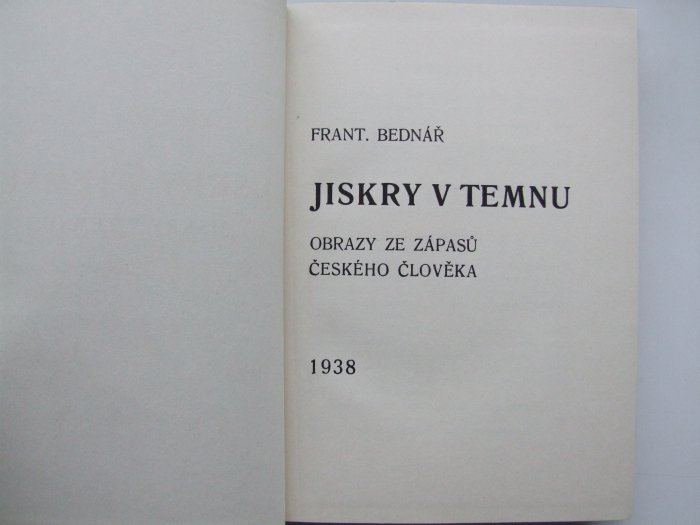 FRANT. BEDNÁŘ
JISKRY V TEMNU
OBRAZY ZE ZÁPASŮ
ČESKÉHO ČLOVĚKA
1938